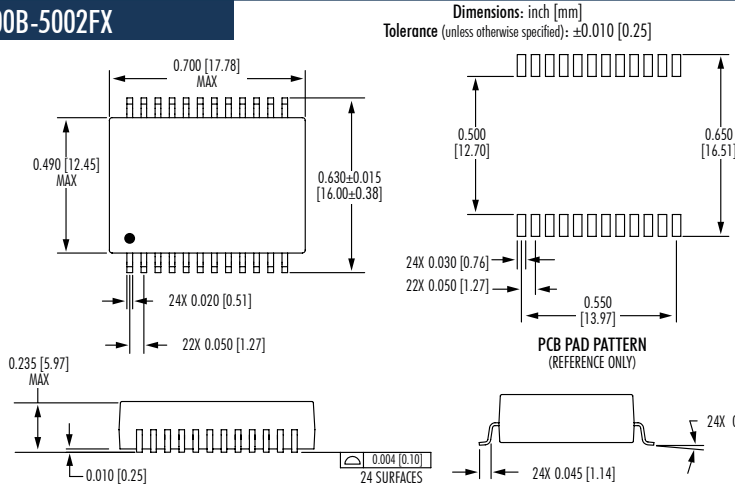 00B-5002FX
Dimensions: inch [mm]
Tolerance (unless otherwise specified): ±0.010 [0.25]
0.700 [17.78]
MAX
0.490 [12.45]
MAX
0.630±0.015
[16.00±0.38]
24X 0.020 [0.51]
22X 0.050 [1.27]
0.500
[12.70]
0.650
[16.51]
24X 0.030 [0.76]
22X 0.050 [1.27]
0.550
[13.97]
PCB PAD PATTERN
(REFERENCE ONLY)
0.235 [5.97]
MAX
0.010 [0.25]
0.004 [0.10]
24 SURFACES
24X 0.045 [1.14]
24X